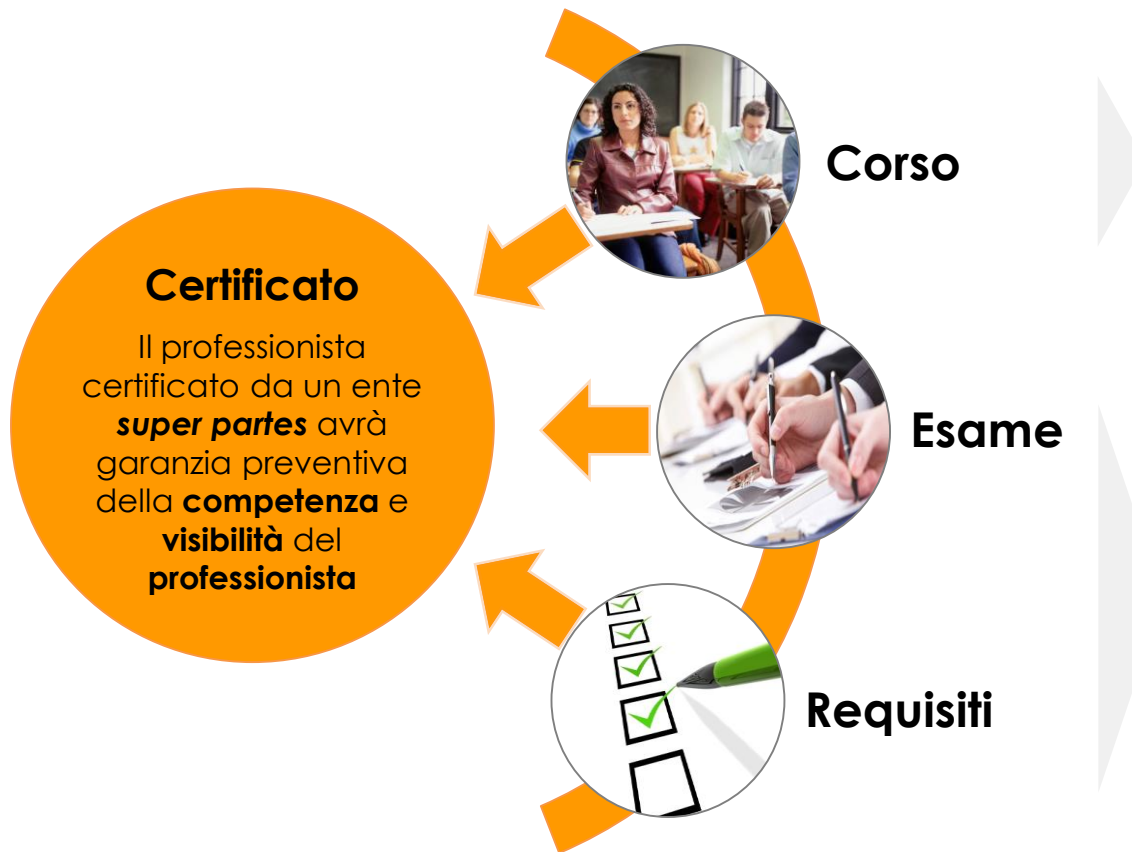 Corso
Certificato
Il professionista
certificato da un ente
super partes avrà
garanzia preventiva
della competenza e
visibilità del
professionista
Esame
Requisiti